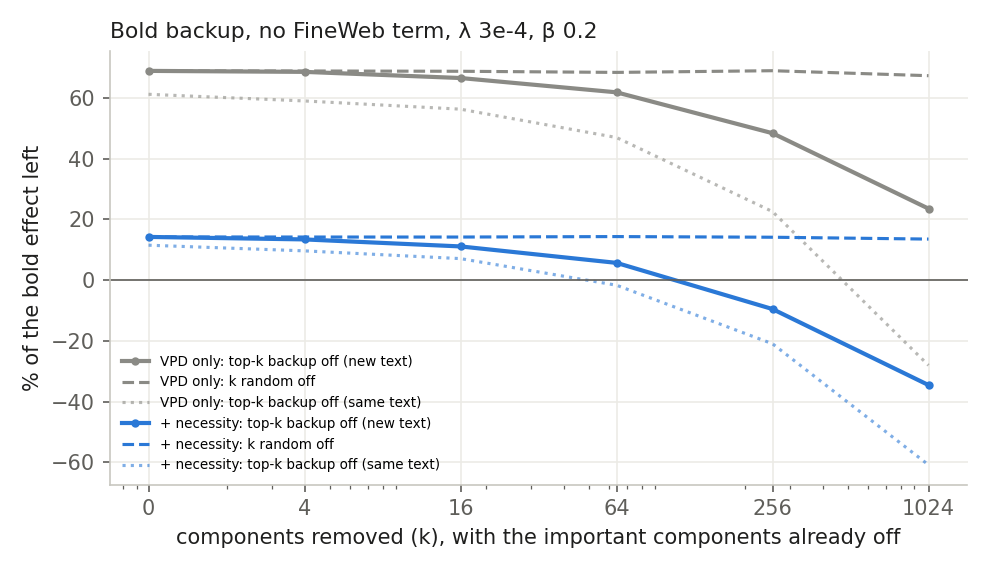 Bold backup, no FineWeb term, λ 3e-4, β 0.2
% of the bold effect left
60
40
20
0
−20
−40
−60
VPD only: top-k backup off (new text)
VPD only: k random off
VPD only: top-k backup off (same text)
+ necessity: top-k backup off (new text)
+ necessity: k random off
+ necessity: top-k backup off (same text)
0 4 16 64 256 1024
components removed (k), with the important components already off